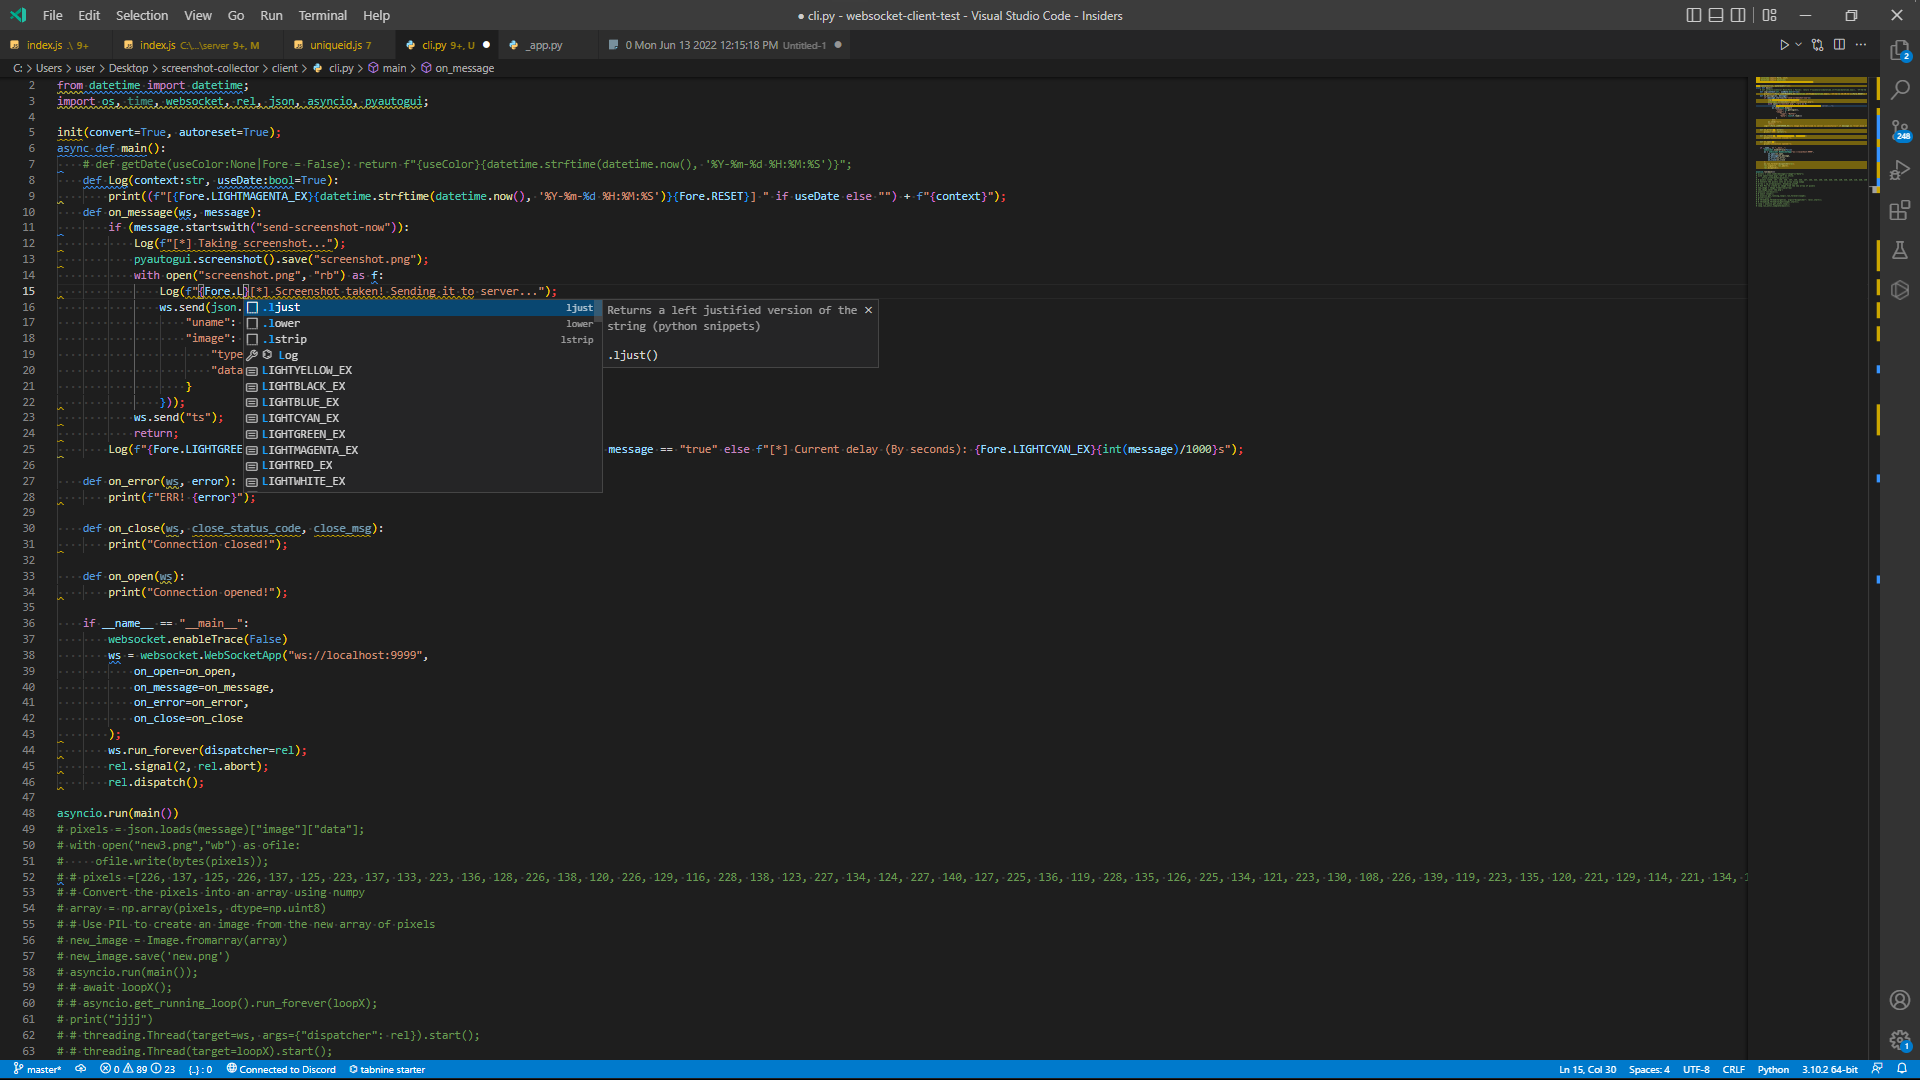 File Edit Selection View Go Run Terminal Help
● cli.py - websocket-client-test - Visual Studio Code - Insiders
index.js .\ 9+
index.js C:\...\server 9+, M
uniqueid.js 7
cli.py 9+, U
_app.py
0 Mon Jun 13 2022 12:15:18 PM Untitled-1
C: > Users > user > Desktop > screenshot-collector > client > cli.py > main > on_message
2 from datetime import datetime;
3 import os, time, websocket, rel, json, asyncio, pyautogui;
4
5 init(convert=True, autoreset=True);
6 async def main():
7 # def getDate(useColor:None|Fore = False): return f"{useColor}{datetime.strftime(datetime.now(), '%Y-%m-%d %H:%M:%S')}";
8 def Log(context:str, useDate:bool=True):
9 print((f"[{Fore.LIGHTMAGENTA_EX}{datetime.strftime(datetime.now(), '%Y-%m-%d %H:%M:%S')}{Fore.RESET}] " if useDate else "") + f"{context}");
10 def on_message(ws, message):
11 if (message.startswith("send-screenshot-now")):
12 Log(f"[*] Taking screenshot...");
13 pyautogui.screenshot().save("screenshot.png");
14 with open("screenshot.png", "rb") as f:
15 Log(f"{Fore.L}[*] Screenshot taken! Sending it to server...");
16 ws.send(json.
17 "uname":
18 "image":
19 "type
20 "data
21 }
22 }));
23 ws.send("ts");
24 return;
25 Log(f"{Fore.LIGHTGREE message == "true" else f"[*] Current delay (By seconds): {Fore.LIGHTCYAN_EX}{int(message)/1000}s");
26
27 def on_error(ws, error):
28 print(f"ERR! {error}");
29
30 def on_close(ws, close_status_code, close_msg):
31 print("Connection closed!");
32
33 def on_open(ws):
34 print("Connection opened!");
35
36 if __name__ == "__main__":
37 websocket.enableTrace(False)
38 ws = websocket.WebSocketApp("ws://localhost:9999",
39 on_open=on_open,
40 on_message=on_message,
41 on_error=on_error,
42 on_close=on_close
43 );
44 ws.run_forever(dispatcher=rel);
45 rel.signal(2, rel.abort);
46 rel.dispatch();
47
48 asyncio.run(main())
49 # pixels = json.loads(message)["image"]["data"];
50 # with open("new3.png","wb") as ofile:
51 # ofile.write(bytes(pixels));
52 # # pixels =[226, 137, 125, 226, 137, 125, 223, 137, 133, 223, 136, 128, 226, 138, 120, 226, 129, 116, 228, 138, 123, 227, 134, 124, 227, 140, 127, 225, 136, 119, 228, 135, 126, 225, 134, 121, 223, 130, 108, 226, 139, 119, 223, 135, 120, 221, 129, 114, 221, 134,
53 # # Convert the pixels into an array using numpy
54 # array = np.array(pixels, dtype=np.uint8)
55 # # Use PIL to create an image from the new array of pixels
56 # new_image = Image.fromarray(array)
57 # new_image.save('new.png')
58 # asyncio.run(main());
59 # # await loopX();
60 # # asyncio.get_running_loop().run_forever(loopX);
61 # print("jjjj")
62 # # threading.Thread(target=ws, args={"dispatcher": rel}).start();
63 # # threading.Thread(target=loopX).start();
.ljust ljust
.lower lower
.lstrip lstrip
Log
LIGHTYELLOW_EX
LIGHTBLACK_EX
LIGHTBLUE_EX
LIGHTCYAN_EX
LIGHTGREEN_EX
LIGHTMAGENTA_EX
LIGHTRED_EX
LIGHTWHITE_EX
Returns a left justified version of the
string (python snippets)
.ljust()
2
248
1
master* 0 89 23 {..} : 0 Connected to Discord tabnine starter
Ln 15, Col 30 Spaces: 4 UTF-8 CRLF Python 3.10.2 64-bit